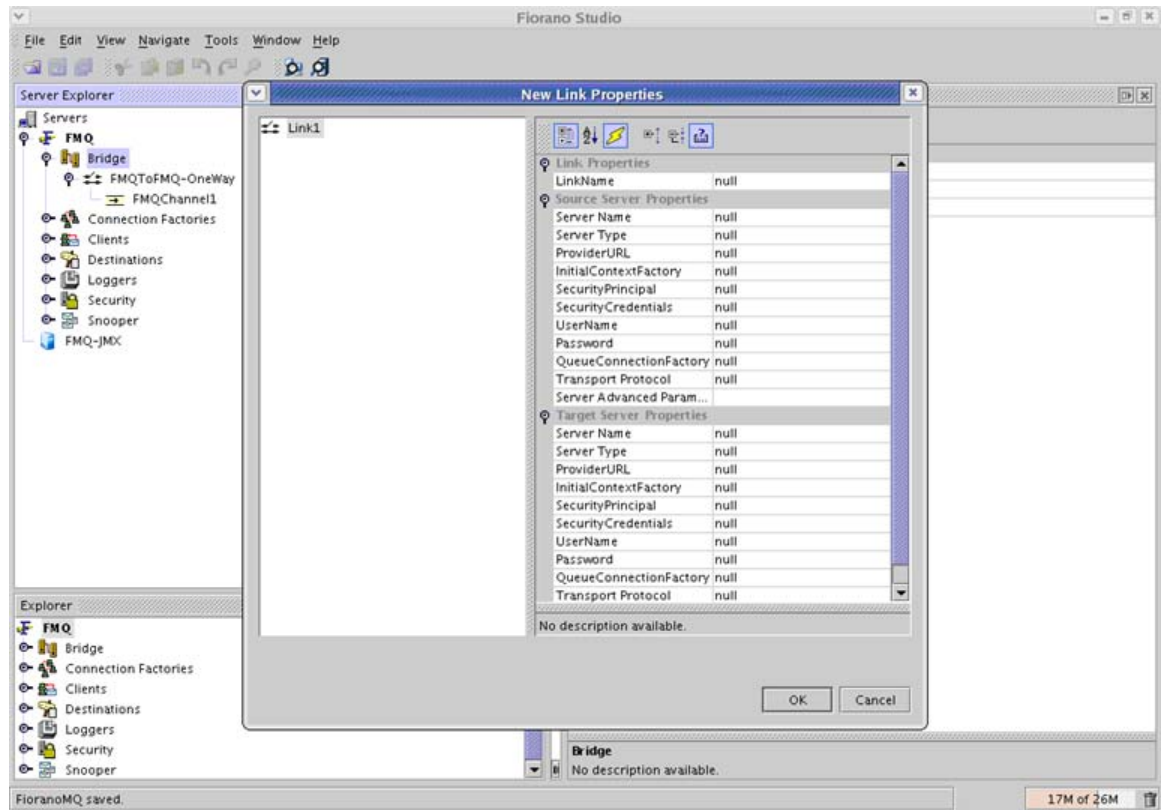 Fiorano Studio
File Edit View Navigate Tools Window Help
Server Explorer
Servers
FMQ
Bridge
FMQToFMQ-OneWay
FMQChannel1
Connection Factories
Clients
Destinations
Loggers
Security
Snooper
FMQ-JMX
Explorer
FMQ
Bridge
Connection Factories
Clients
Destinations
Loggers
Security
Snooper
New Link Properties
Link1
Link Properties
LinkName null
Source Server Properties
Server Name null
Server Type null
ProviderURL null
InitialContextFactory null
SecurityPrincipal null
SecurityCredentials null
UserName null
Password null
QueueConnectionFactory null
Transport Protocol null
Server Advanced Param...
Target Server Properties
Server Name null
Server Type null
ProviderURL null
InitialContextFactory null
SecurityPrincipal null
SecurityCredentials null
UserName null
Password null
QueueConnectionFactory null
Transport Protocol null
No description available.
OK Cancel
Bridge
No description available.
FioranoMQ saved.
17M of 26M